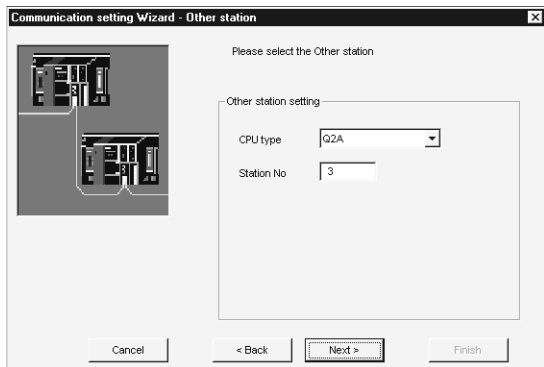 Communication setting Wizard - Other station
Please select the Other station
Other station setting
CPU type
Q2A
Station No
3
Cancel
< Back
Next >
Finish